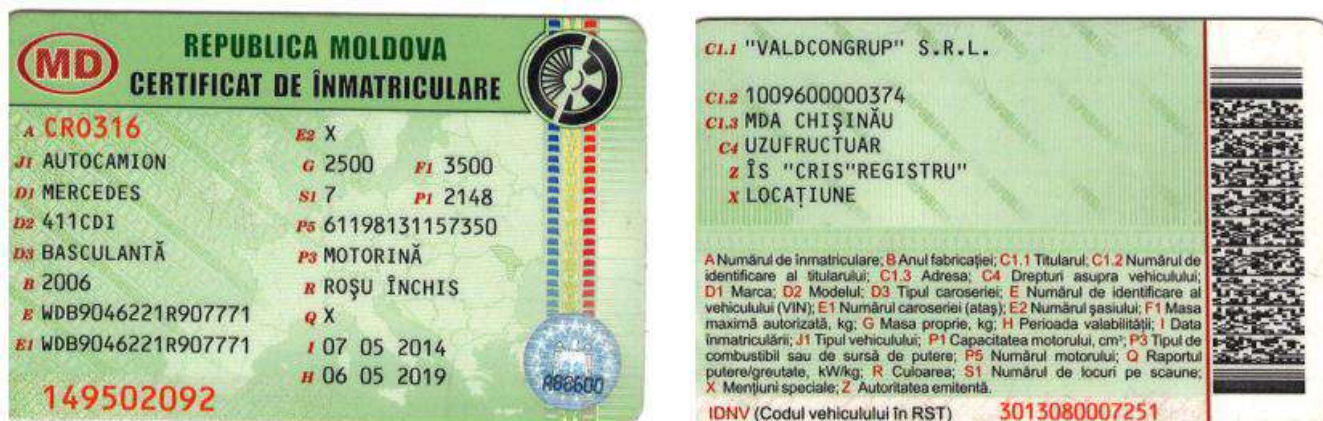 MD
REPUBLICA MOLDOVA
CERTIFICAT DE ÎNMATRICULARE
A CRO316
J1 AUTOCAMION
D1 MERCEDES
D2 411CDI
D3 BASCULANTĂ
B 2006
E WDB9046221R907771
E1 WDB9046221R907771
149502092
E2 X
G 2500 F1 3500
S1 7 P1 2148
P5 61198131157350
P3 MOTORINĂ
R ROŞU ÎNCHIS
Q X
I 07 05 2014
H 06 05 2019
C1.1 "VALDCONGRUP" S.R.L.
C1.2 1009600000374
C1.3 MDA CHIŞINĂU
C4 UZUFRUCTUAR
Z ÎS "CRIS"REGISTRU"
X LOCAȚIUNE
A Numărul de înmatriculare; B Anul fabricaţiei; C1.1 Titularul; C1.2 Numărul de
identificare al titularului; C1.3 Adresa; C4 Drepturi asupra vehiculului;
D1 Marca; D2 Modelul; D3 Tipul caroseriei; E Numărul de identificare al
vehiculului (VIN); E1 Numărul caroseriei (ataş); E2 Numărul şasiului; F1 Masa
maximă autorizată, kg; G Masa proprie, kg; H Perioada valabilităţii; I Data
înmatriculării; J1 Tipul vehiculului; P1 Capacitatea motorului, cm³; P3 Tipul de
combustibil sau de sursă de putere; P5 Numărul motorului; Q Raportul
putere/greutate, kW/kg; R Culoarea; S1 Numărul de locuri pe scaune;
X Menţiuni speciale; Z Autoritatea emitentă.
IDNV (Codul vehiculului în RST) 3013080007251